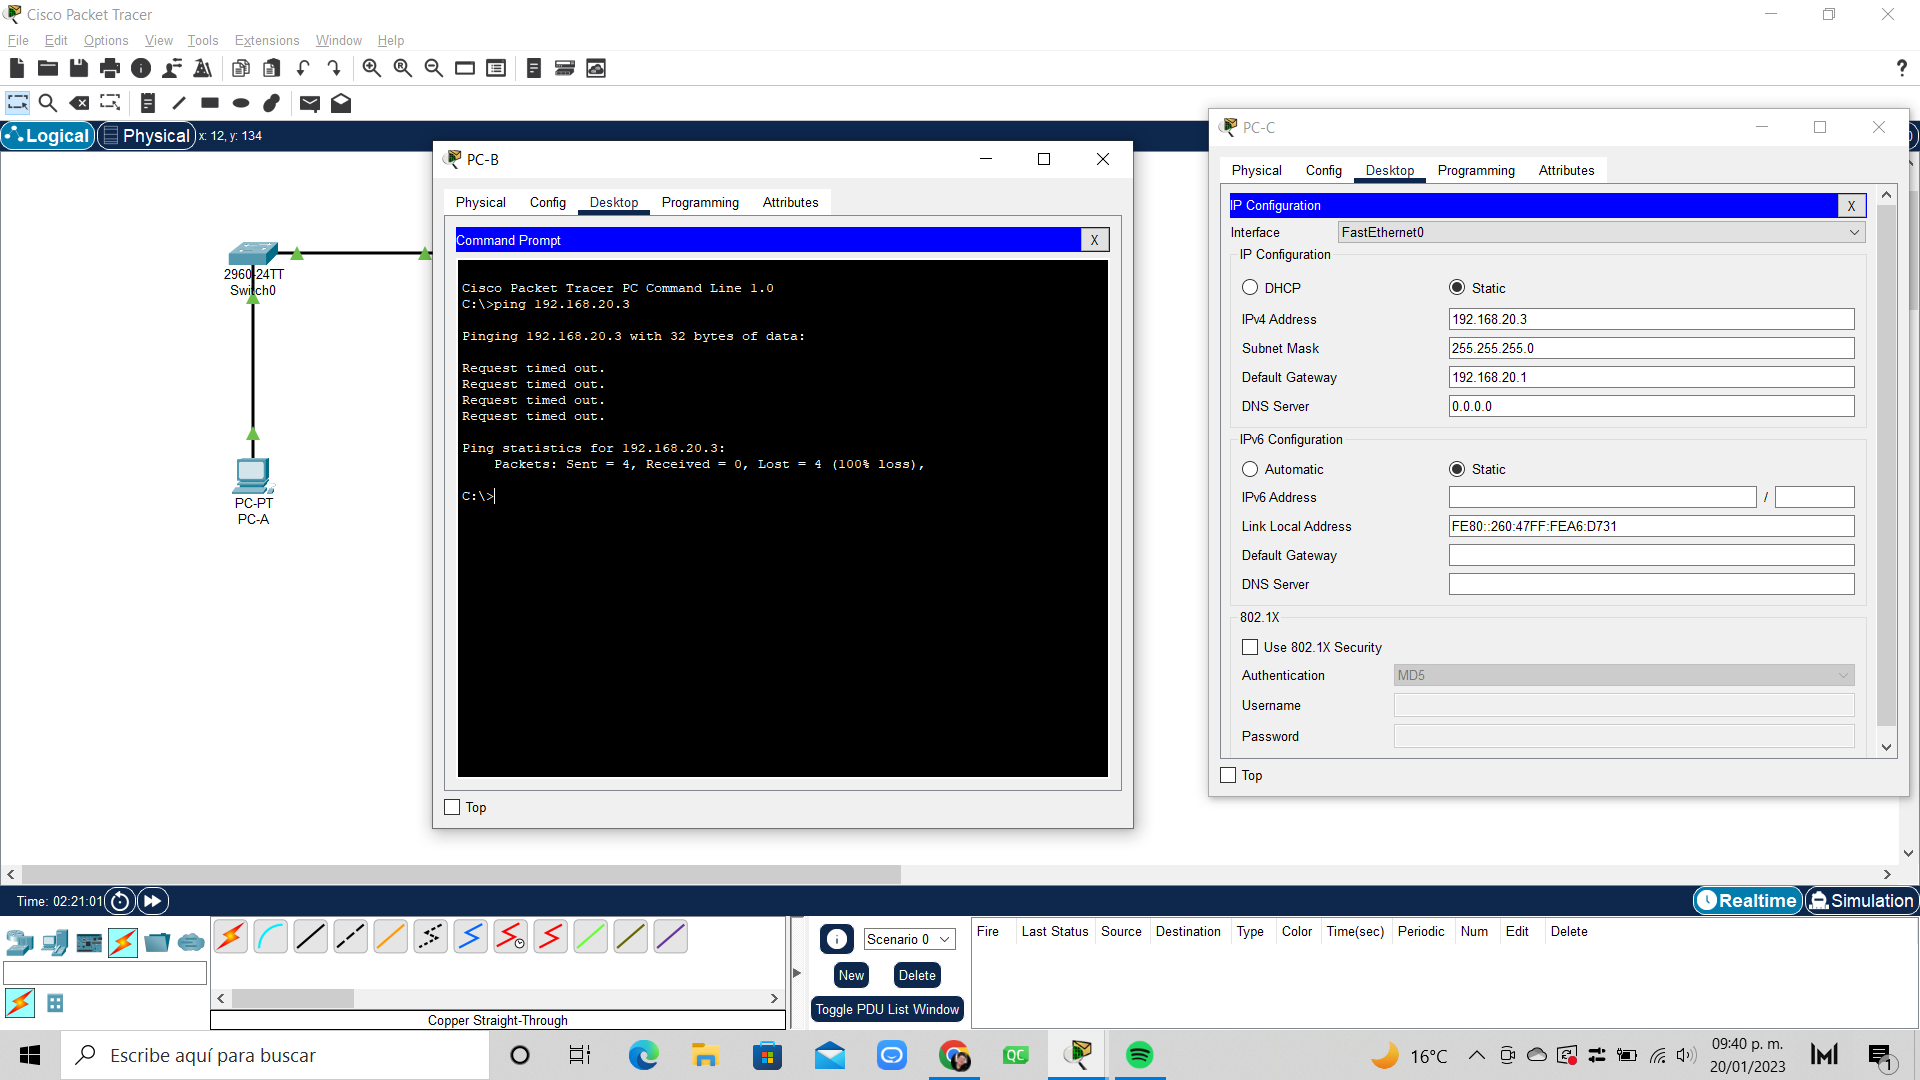 Cisco Packet Tracer
File Edit Options View Tools Extensions Window Help
Logical Physical x: 12, y: 134
2960-24TT
Switch0
PC-PT
PC-A
PC-B
Physical Config Desktop Programming Attributes
Command Prompt X
Cisco Packet Tracer PC Command Line 1.0
C:\>ping 192.168.20.3
Pinging 192.168.20.3 with 32 bytes of data:
Request timed out.
Request timed out.
Request timed out.
Request timed out.
Ping statistics for 192.168.20.3:
Packets: Sent = 4, Received = 0, Lost = 4 (100% loss),
C:\>
Top
PC-C
Physical Config Desktop Programming Attributes
IP Configuration X
Interface FastEthernet0
IP Configuration
DHCP Static
IPv4 Address 192.168.20.3
Subnet Mask 255.255.255.0
Default Gateway 192.168.20.1
DNS Server 0.0.0.0
IPv6 Configuration
Automatic Static
IPv6 Address /
Link Local Address FE80::260:47FF:FEA6:D731
Default Gateway
DNS Server
802.1X
Use 802.1X Security
Authentication MD5
Username
Password
Top
Time: 02:21:01 Realtime Simulation
Scenario 0
New Delete
Toggle PDU List Window
Fire Last Status Source Destination Type Color Time(sec) Periodic Num Edit Delete
Copper Straight-Through
Escribe aquí para buscar
QC
16°C
09:40 p. m.
20/01/2023
1